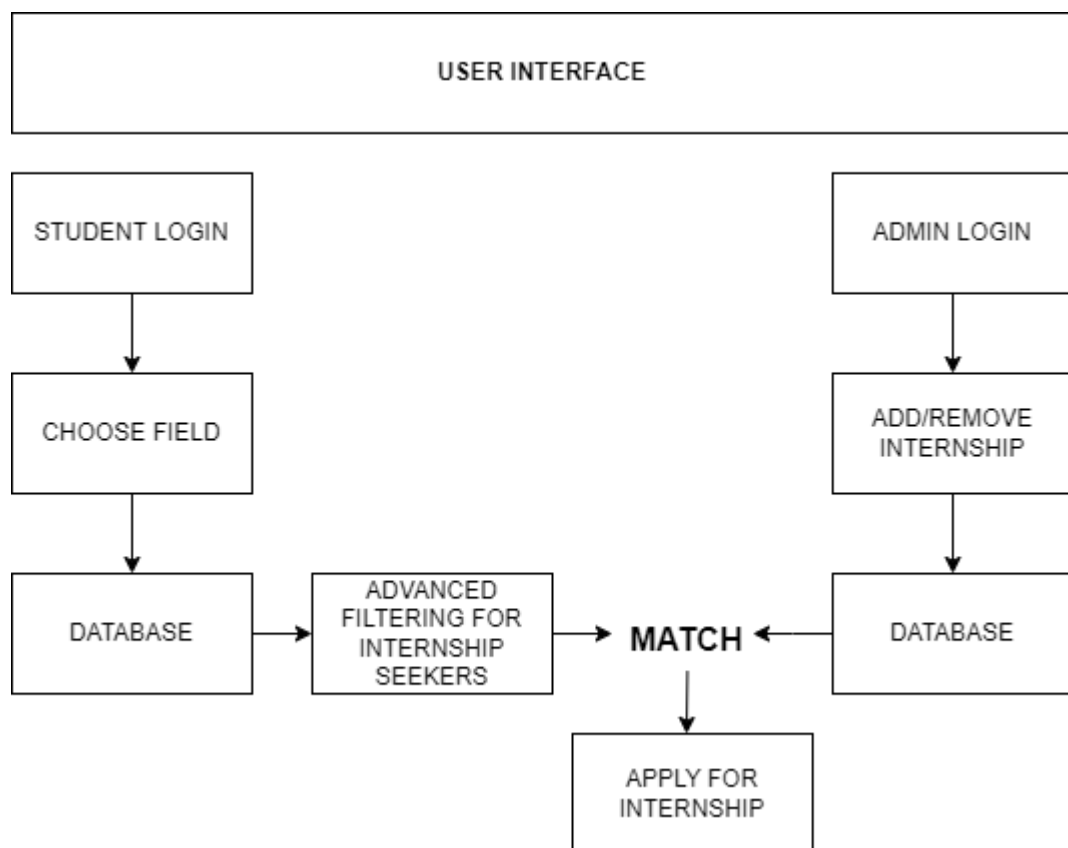 USER INTERFACE
STUDENT LOGIN
ADMIN LOGIN
CHOOSE FIELD
ADD/REMOVE
INTERNSHIP
DATABASE
ADVANCED
FILTERING FOR
INTERNSHIP
SEEKERS
MATCH
DATABASE
APPLY FOR
INTERNSHIP